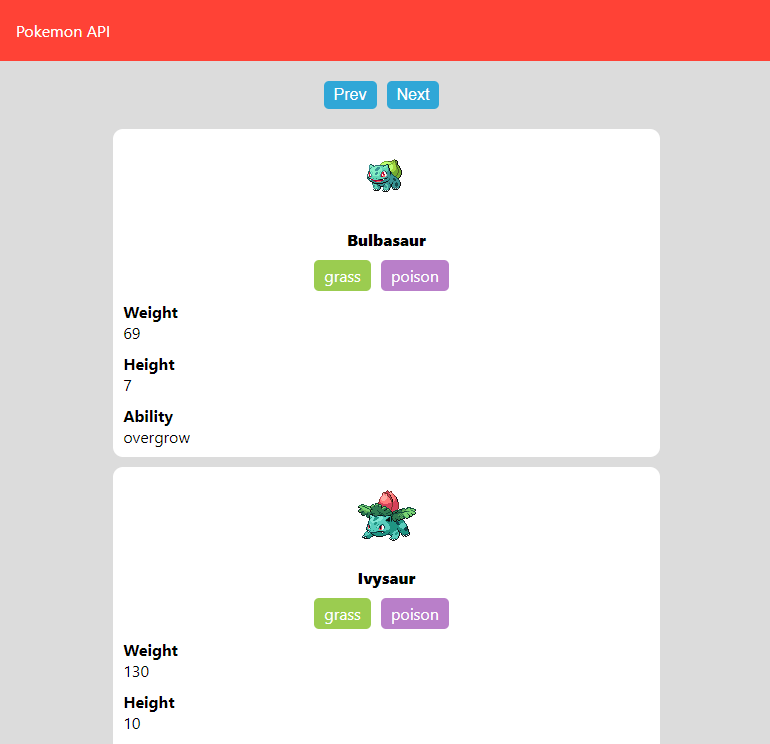 Pokemon API
Prev Next
Bulbasaur
grass poison
Weight
69
Height
7
Ability
overgrow
Ivysaur
grass poison
Weight
130
Height
10